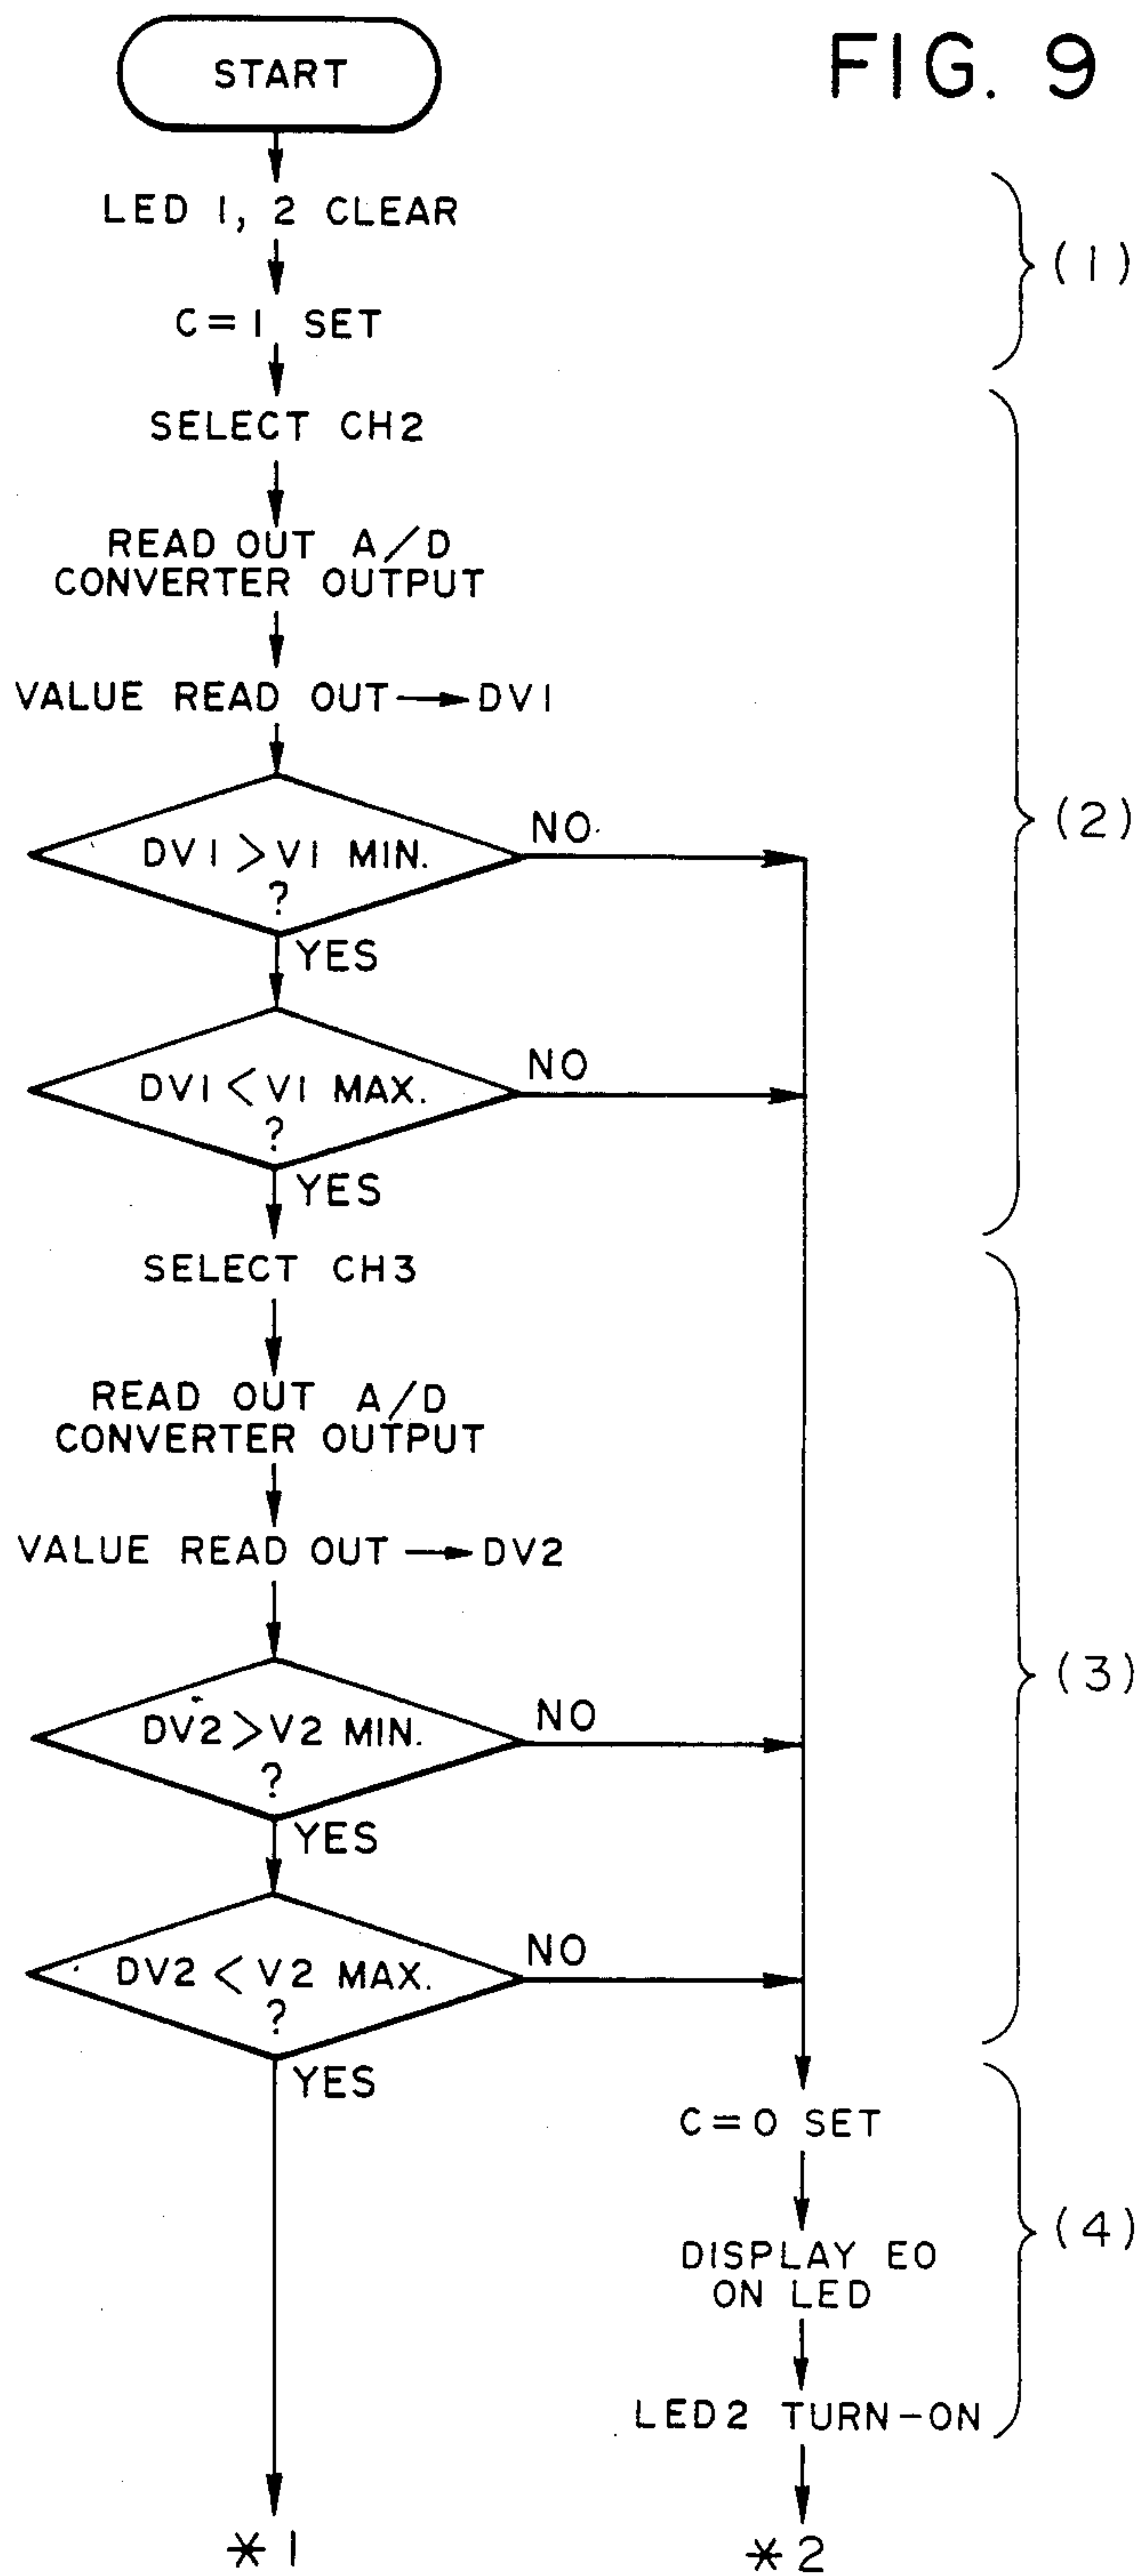 FIG. 9
START
LED 1, 2 CLEAR
(1)
C=1 SET
SELECT CH2
READ OUT A/D
CONVERTER OUTPUT
VALUE READ OUT → DV1
(2)
DV1 > V1 MIN.
?
NO
YES
DV1 < V1 MAX.
?
NO
YES
SELECT CH3
READ OUT A/D
CONVERTER OUTPUT
VALUE READ OUT → DV2
(3)
DV2 > V2 MIN.
?
NO
YES
DV2 < V2 MAX.
?
NO
YES
C=0 SET
(4)
DISPLAY E0
ON LED
LED2 TURN-ON
*1
*2